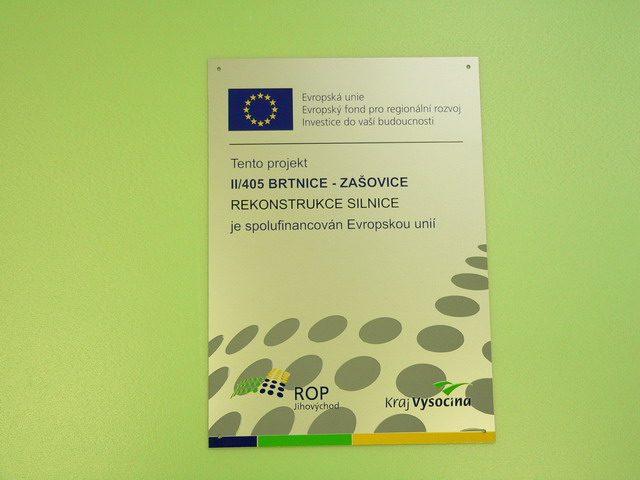 Evropská unie
Evropský fond pro regionální rozvoj
Investice do vaší budoucnosti
Tento projekt
II/405 BRTNICE - ZAŠOVICE
REKONSTRUKCE SILNICE
je spolufinancován Evropskou unií
ROP
Jihovýchod
Kraj Vysočina